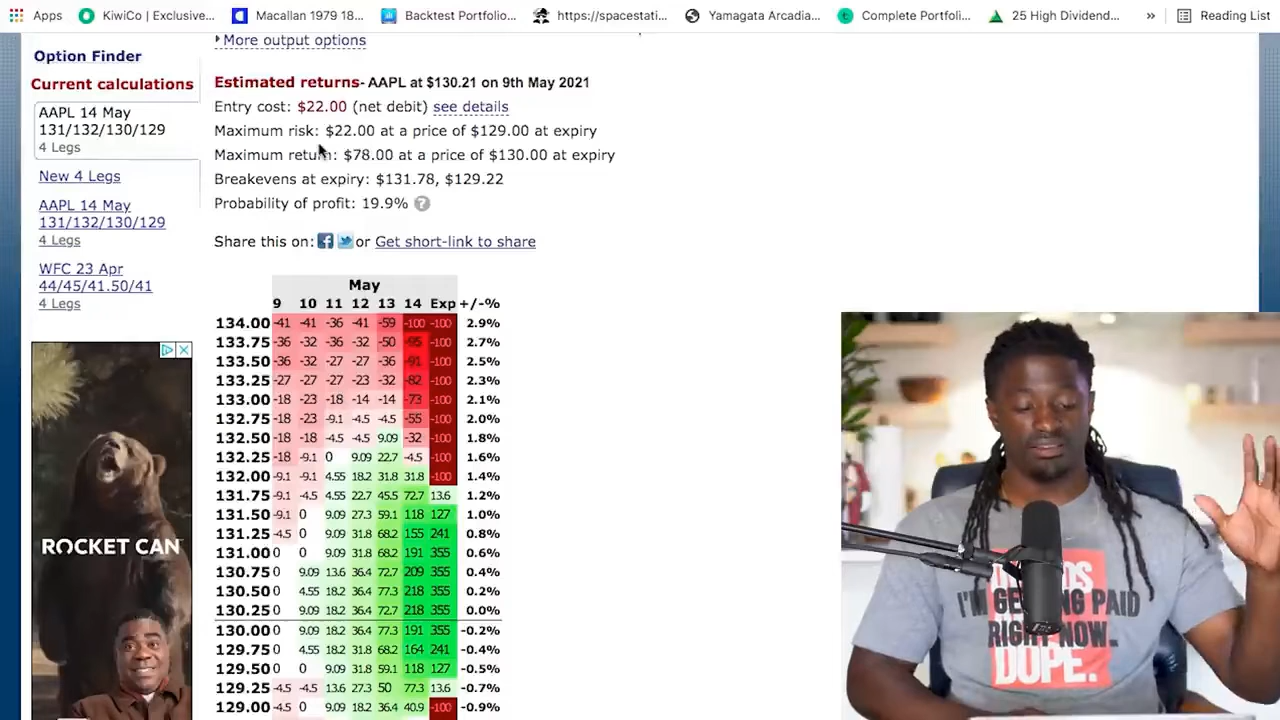 Apps KiwiCo | Exclusive... Macallan 1979 18... Backtest Portfolio... https://spacestati... Yamagata Arcadia... Complete Portfoli... 25 High Dividend... » Reading List
Option Finder
Current calculations
AAPL 14 May
131/132/130/129
4 Legs
New 4 Legs
AAPL 14 May
131/132/130/129
4 Legs
WFC 23 Apr
44/45/41.50/41
4 Legs
ROCKET CAN
More output options
Estimated returns- AAPL at $130.21 on 9th May 2021
Entry cost: $22.00 (net debit) see details
Maximum risk: $22.00 at a price of $129.00 at expiry
Maximum return: $78.00 at a price of $130.00 at expiry
Breakevens at expiry: $131.78, $129.22
Probability of profit: 19.9% ?
Share this on: or Get short-link to share
May
9 10 11 12 13 14 Exp +/-%
134.00 -41 -41 -36 -41 -59 -100 -100 2.9%
133.75 -36 -32 -36 -32 -50 -95 -100 2.7%
133.50 -36 -32 -27 -27 -36 -91 -100 2.5%
133.25 -27 -27 -27 -23 -32 -82 -100 2.3%
133.00 -18 -23 -18 -14 -14 -73 -100 2.1%
132.75 -18 -23 -9.1 -4.5 -4.5 -55 -100 2.0%
132.50 -18 -18 -4.5 -4.5 9.09 -32 -100 1.8%
132.25 -18 -9.1 0 9.09 22.7 -4.5 -100 1.6%
132.00 -9.1 -9.1 4.55 18.2 31.8 31.8 -100 1.4%
131.75 -9.1 -4.5 4.55 22.7 45.5 72.7 13.6 1.2%
131.50 -9.1 0 9.09 27.3 59.1 118 127 1.0%
131.25 -4.5 0 9.09 31.8 68.2 155 241 0.8%
131.00 0 0 9.09 31.8 68.2 191 355 0.6%
130.75 0 9.09 13.6 36.4 72.7 209 355 0.4%
130.50 0 4.55 18.2 36.4 77.3 218 355 0.2%
130.25 0 9.09 18.2 36.4 72.7 218 355 0.0%
130.00 0 9.09 18.2 36.4 77.3 191 355 -0.2%
129.75 0 4.55 18.2 31.8 68.2 164 241 -0.4%
129.50 0 0 9.09 31.8 59.1 118 127 -0.5%
129.25 -4.5 -4.5 13.6 27.3 50 77.3 13.6 -0.7%
129.00 -4.5 0 9.09 18.2 36.4 40.9 -100 -0.9%
I'M PAID
RIGHT NOW.
DOPE.